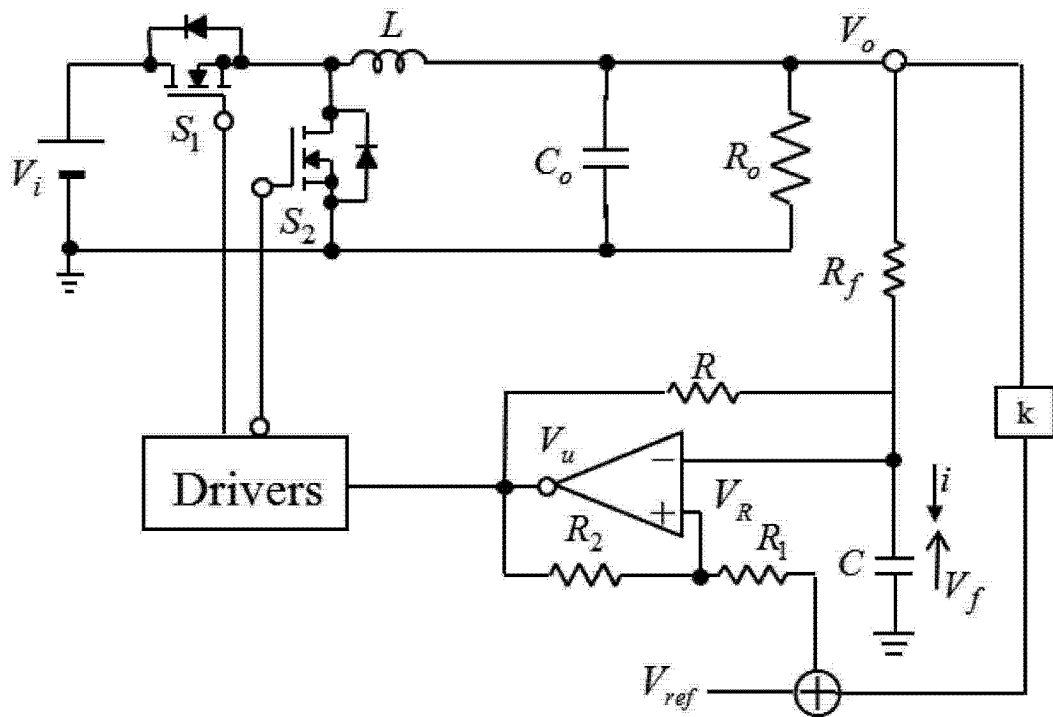 L
V_o
S_1
V_i
C_o
R_o
S_2
R_f
R
k
V_u
−
Drivers
V_R
i
+
R_2
R_1
C
V_f
V_ref
+